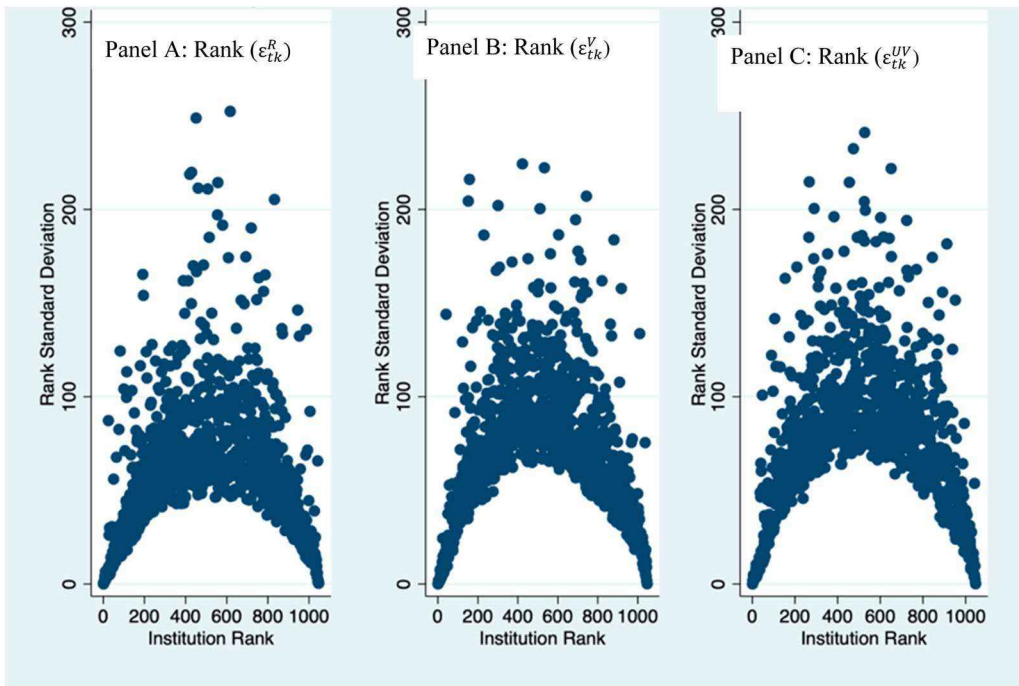 Panel A: Rank (ε^R_tk)
300
200
100
0
Rank Standard Deviation
0 200 400 600 800 1000
Institution Rank
Panel B: Rank (ε^V_tk)
300
200
100
0
Rank Standard Deviation
0 200 400 600 800 1000
Institution Rank
Panel C: Rank (ε^UV_tk)
300
200
100
0
Rank Standard Deviation
0 200 400 600 800 1000
Institution Rank